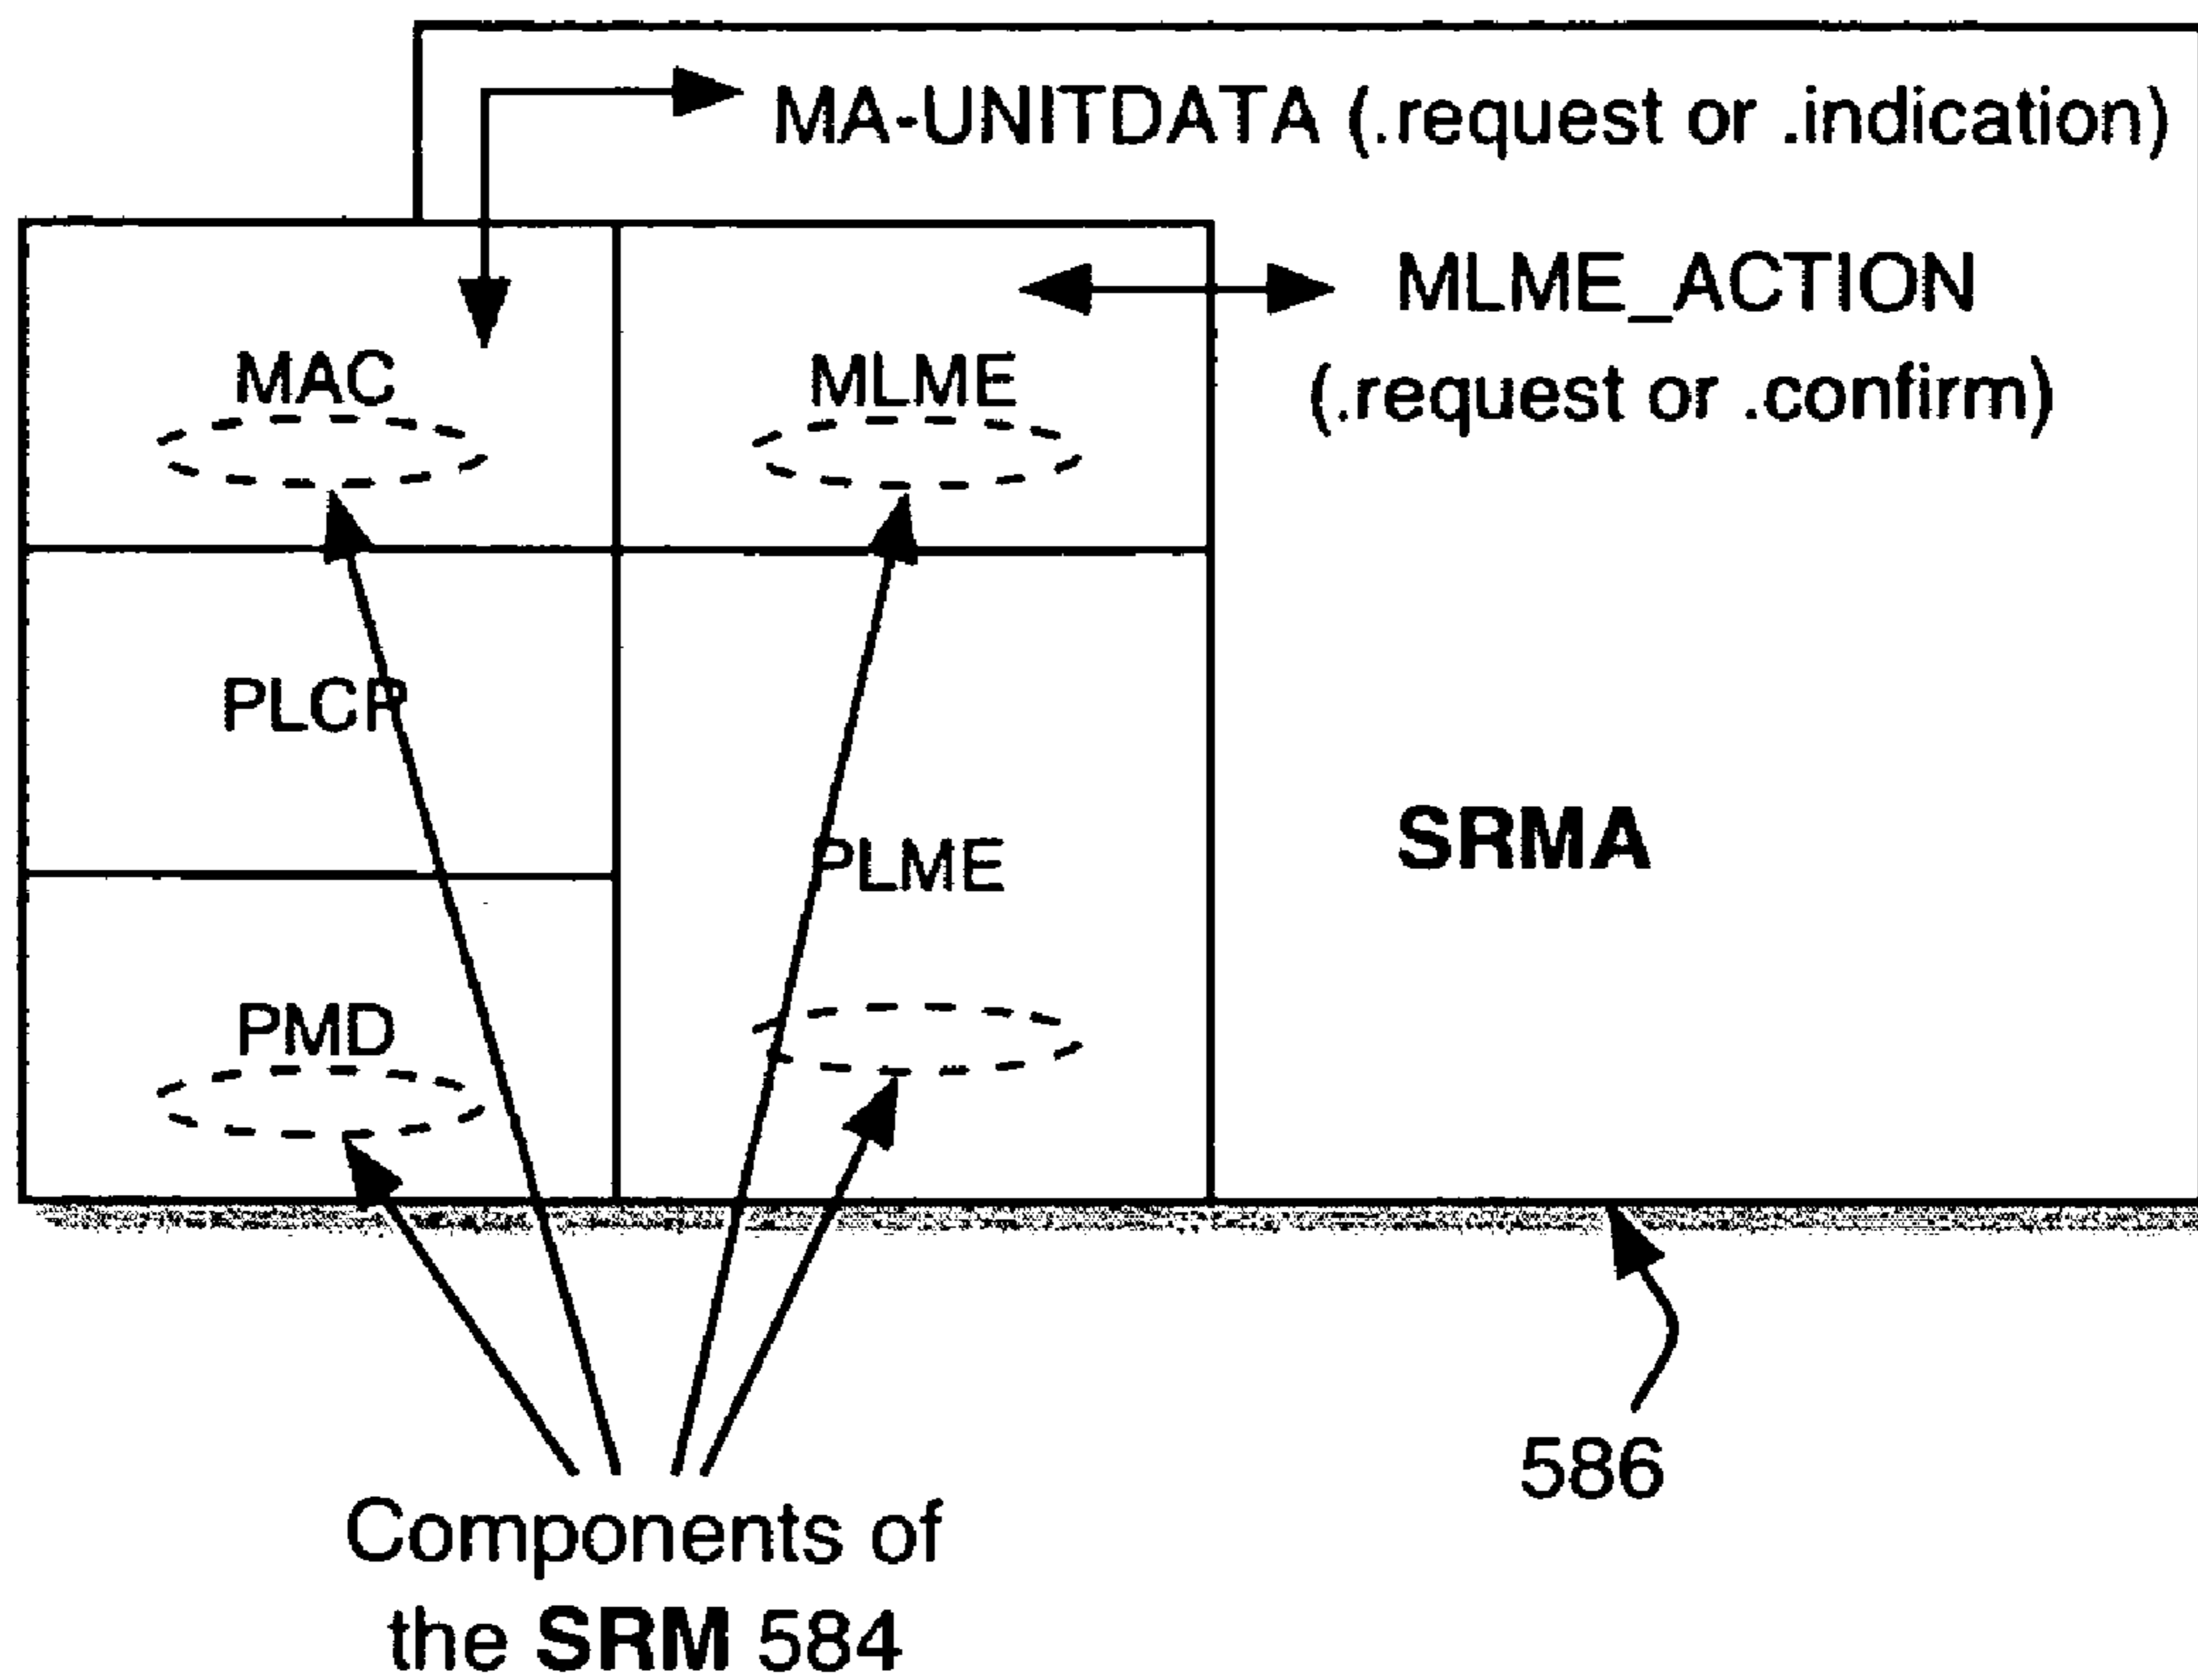 MA-UNITDATA (.request or .indication)
MLME_ACTION
(.request or .confirm)
MAC
MLME
PLCP
PLME
SRMA
PMD
586
Components of
the SRM 584